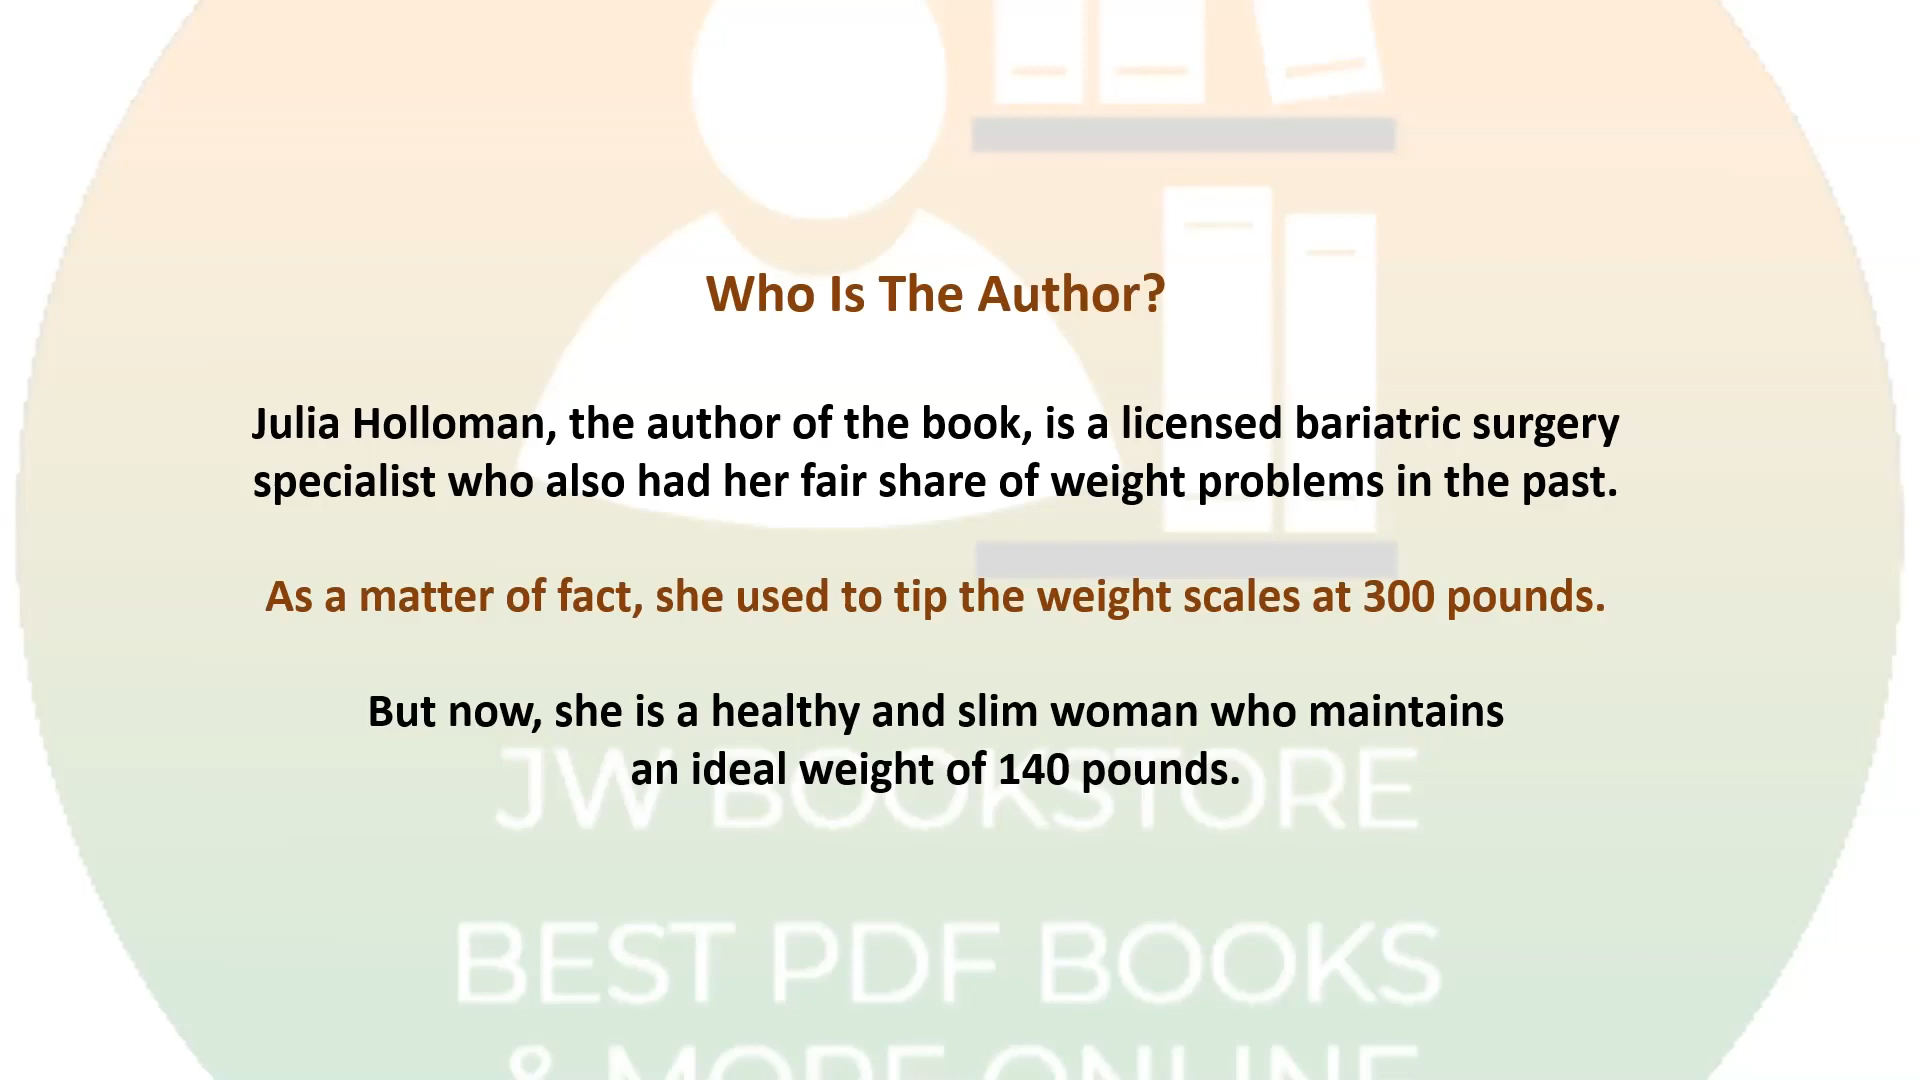 Who Is The Author?
Julia Holloman, the author of the book, is a licensed bariatric surgery
specialist who also had her fair share of weight problems in the past.
As a matter of fact, she used to tip the weight scales at 300 pounds.
But now, she is a healthy and slim woman who maintains
an ideal weight of 140 pounds.
JW BOOKSTORE
BEST PDF BOOKS
& MORE ONLINE